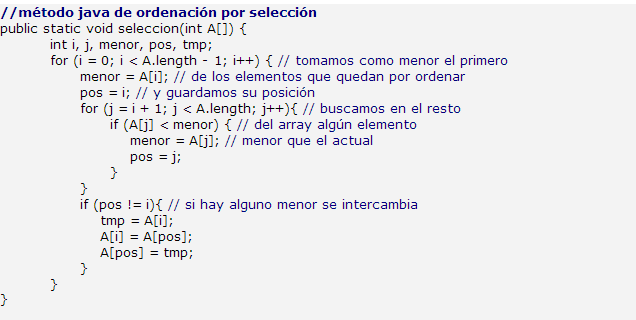 //método java de ordenación por selección
public static void seleccion(int A[]) {
int i, j, menor, pos, tmp;
for (i = 0; i < A.length - 1; i++) { // tomamos como menor el primero
menor = A[i]; // de los elementos que quedan por ordenar
pos = i; // y guardamos su posición
for (j = i + 1; j < A.length; j++){ // buscamos en el resto
if (A[j] < menor) { // del array algún elemento
menor = A[j]; // menor que el actual
pos = j;
}
}
if (pos != i){ // si hay alguno menor se intercambia
tmp = A[i];
A[i] = A[pos];
A[pos] = tmp;
}
}
}